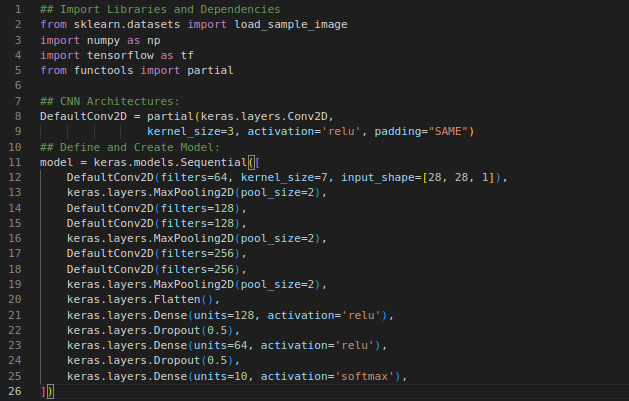 1 ## Import Libraries and Dependencies
2 from sklearn.datasets import load_sample_image
3 import numpy as np
4 import tensorflow as tf
5 from functools import partial
6
7 ## CNN Architectures:
8 DefaultConv2D = partial(keras.layers.Conv2D,
9                 kernel_size=3, activation='relu', padding="SAME")
10 ## Define and Create Model:
11 model = keras.models.Sequential([
12     DefaultConv2D(filters=64, kernel_size=7, input_shape=[28, 28, 1]),
13     keras.layers.MaxPooling2D(pool_size=2),
14     DefaultConv2D(filters=128),
15     DefaultConv2D(filters=128),
16     keras.layers.MaxPooling2D(pool_size=2),
17     DefaultConv2D(filters=256),
18     DefaultConv2D(filters=256),
19     keras.layers.MaxPooling2D(pool_size=2),
20     keras.layers.Flatten(),
21     keras.layers.Dense(units=128, activation='relu'),
22     keras.layers.Dropout(0.5),
23     keras.layers.Dense(units=64, activation='relu'),
24     keras.layers.Dropout(0.5),
25     keras.layers.Dense(units=10, activation='softmax'),
26 ])